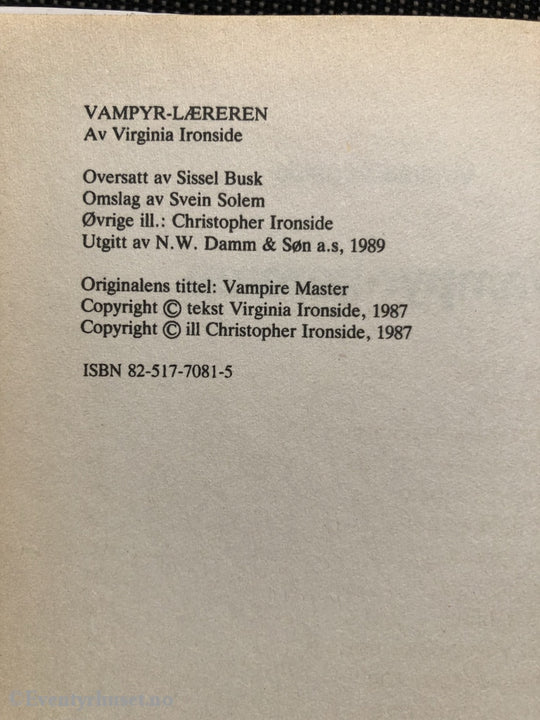 VAMPYR-LÆREREN
Av Virginia Ironside
Oversatt av Sissel Busk
Omslag av Svein Solem
Øvrige ill.: Christopher Ironside
Utgitt av N.W. Damm & Søn a.s, 1989
Originalens tittel: Vampire Master
Copyright © tekst Virginia Ironside, 1987
Copyright © ill Christopher Ironside, 1987
ISBN 82-517-7081-5